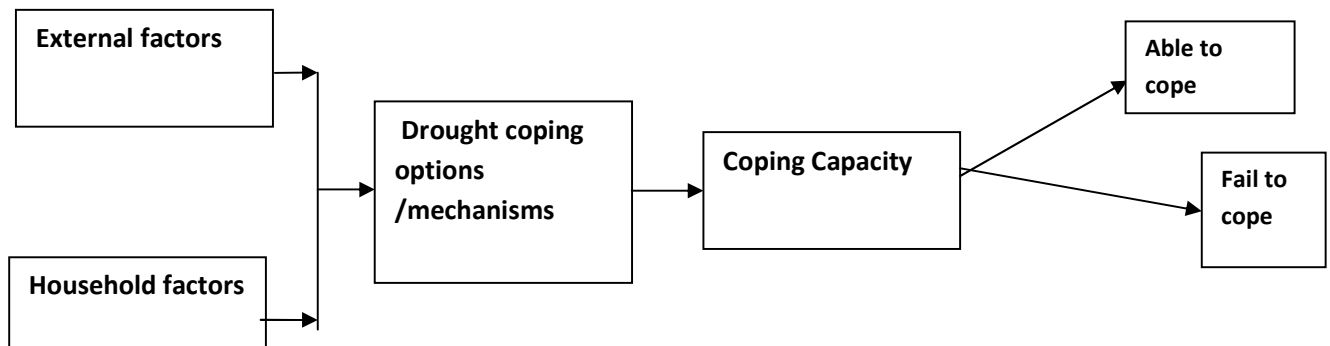 External factors
Household factors
Drought coping
options
/mechanisms
Coping Capacity
Able to
cope
Fail to
cope